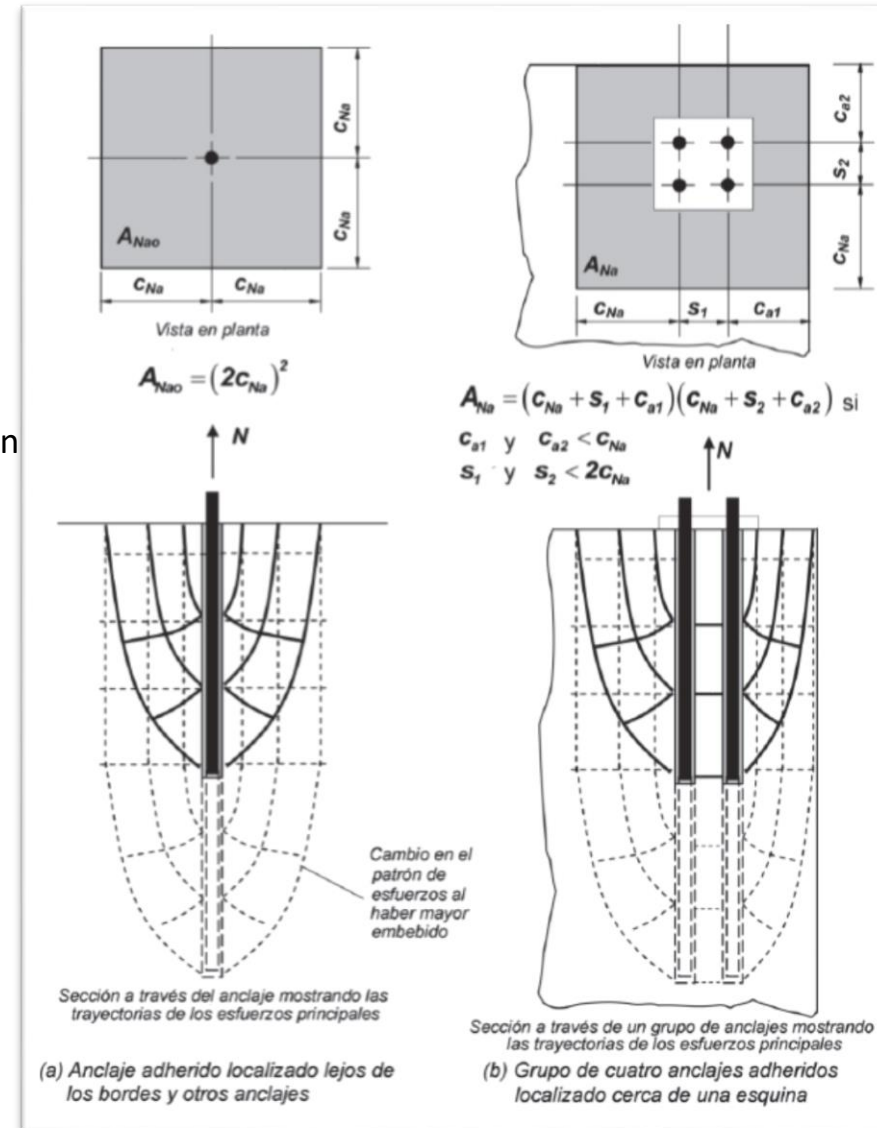 c_Na
c_Na
A_Nao
c_Na
c_Na
Vista en planta
A_Nao = (2c_Na)^2
N
Cambio en el
patrón de
esfuerzos al
haber mayor
embebido
Sección a través del anclaje mostrando las
trayectorias de los esfuerzos principales
(a) Anclaje adherido localizado lejos de
los bordes y otros anclajes
n
c_a2
s_2
c_Na
A_Na
c_Na
s_1
c_a1
Vista en planta
A_Na = (c_Na + s_1 + c_a1)(c_Na + s_2 + c_a2) si
c_a1 y c_a2 < c_Na
s_1 y s_2 < 2c_Na
N
Sección a través de un grupo de anclajes mostrando
las trayectorias de los esfuerzos principales
(b) Grupo de cuatro anclajes adheridos
localizado cerca de una esquina